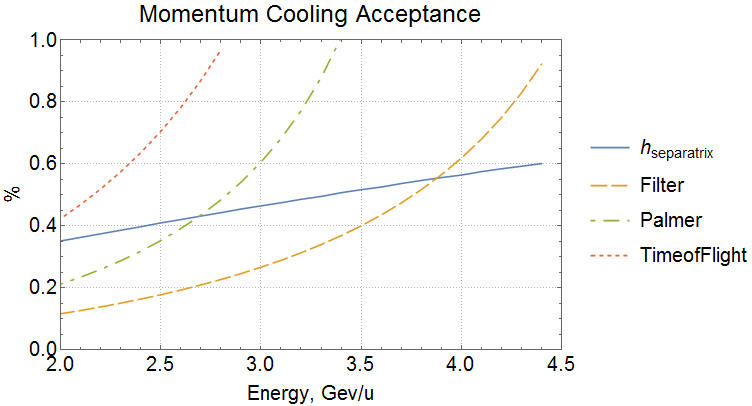 Momentum Cooling Acceptance
%
1.0
0.8
0.6
0.4
0.2
0.0
2.0 2.5 3.0 3.5 4.0 4.5
Energy, Gev/u
hseparatrix
Filter
Palmer
TimeofFlight